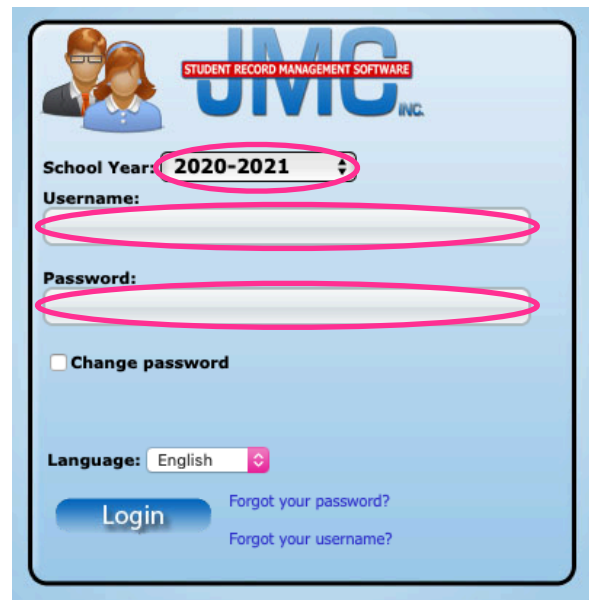 JMC
STUDENT RECORD MANAGEMENT SOFTWARE
INC.
School Year: 2020-2021
Username:
Password:
Change password
Language: English
Login
Forgot your password?
Forgot your username?